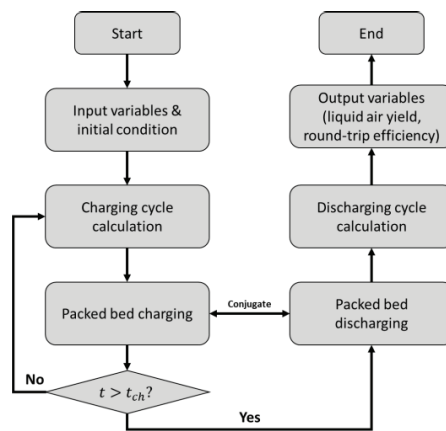 Start
Input variables &
initial condition
Charging cycle
calculation
Packed bed charging
t > t_ch?
No
Yes
Conjugate
Packed bed
discharging
Discharging cycle
calculation
Output variables
(liquid air yield,
round-trip efficiency)
End